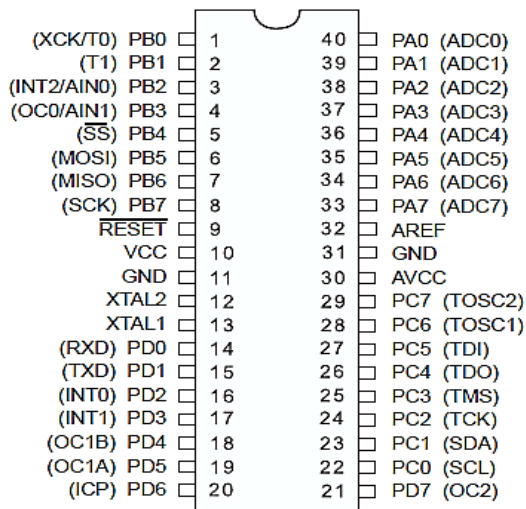 (XCK/T0) PB0 1 40 PA0 (ADC0)
(T1) PB1 2 39 PA1 (ADC1)
(INT2/AIN0) PB2 3 38 PA2 (ADC2)
(OC0/AIN1) PB3 4 37 PA3 (ADC3)
(SS) PB4 5 36 PA4 (ADC4)
(MOSI) PB5 6 35 PA5 (ADC5)
(MISO) PB6 7 34 PA6 (ADC6)
(SCK) PB7 8 33 PA7 (ADC7)
RESET 9 32 AREF
VCC 10 31 GND
GND 11 30 AVCC
XTAL2 12 29 PC7 (TOSC2)
XTAL1 13 28 PC6 (TOSC1)
(RXD) PD0 14 27 PC5 (TDI)
(TXD) PD1 15 26 PC4 (TDO)
(INT0) PD2 16 25 PC3 (TMS)
(INT1) PD3 17 24 PC2 (TCK)
(OC1B) PD4 18 23 PC1 (SDA)
(OC1A) PD5 19 22 PC0 (SCL)
(ICP) PD6 20 21 PD7 (OC2)